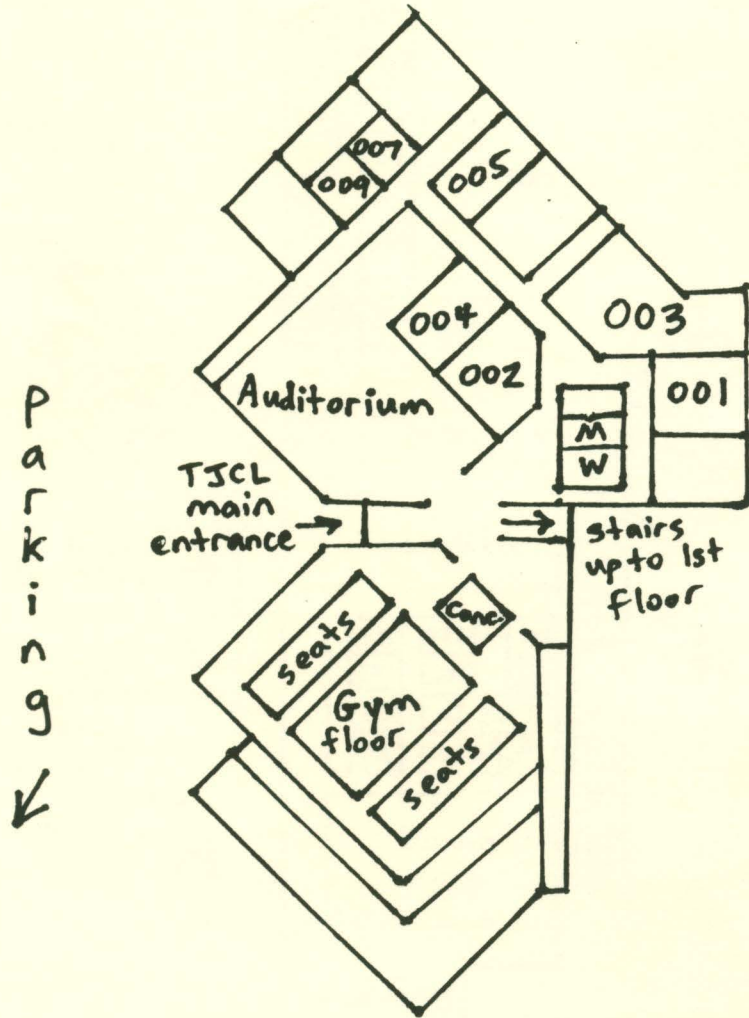 007
009
005
004
002
003
001
Auditorium
M
W
TJCL
main
entrance
stairs
up to 1st
floor
Conc.
seats
Gym
floor
seats
Parking